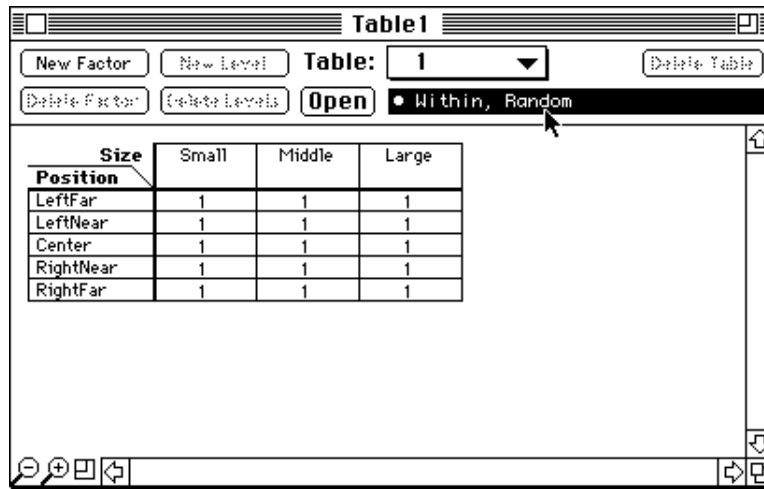 Table1
New Factor New Level Table: 1 Delete Table
Delete Factor Delete Levels Open Within, Random
Size Small Middle Large
Position
LeftFar 1 1 1
LeftNear 1 1 1
Center 1 1 1
RightNear 1 1 1
RightFar 1 1 1